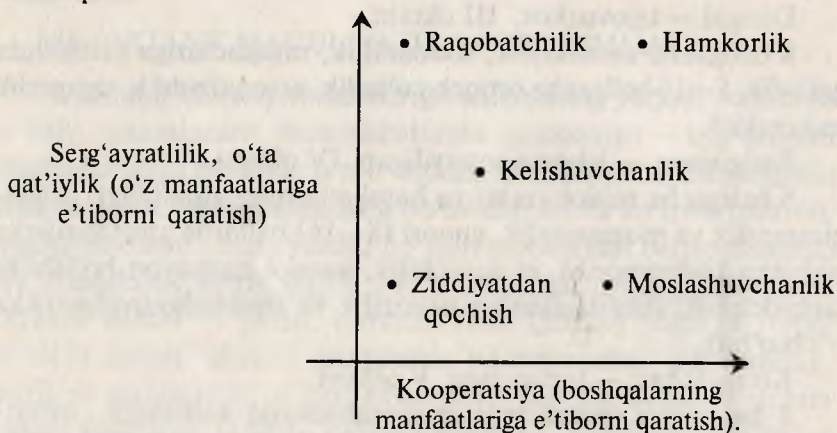 • Raqobatchilik • Hamkorlik
Serg‘ayratlilik, o‘ta
qat’iylik (o‘z manfaatlariga
e’tiborni qaratish)
• Kelishuvchanlik
• Ziddiyatdan
qochish
• Moslashuvchanlik
Kooperatsiya (boshqalarning
manfaatlariga e’tiborni qaratish).